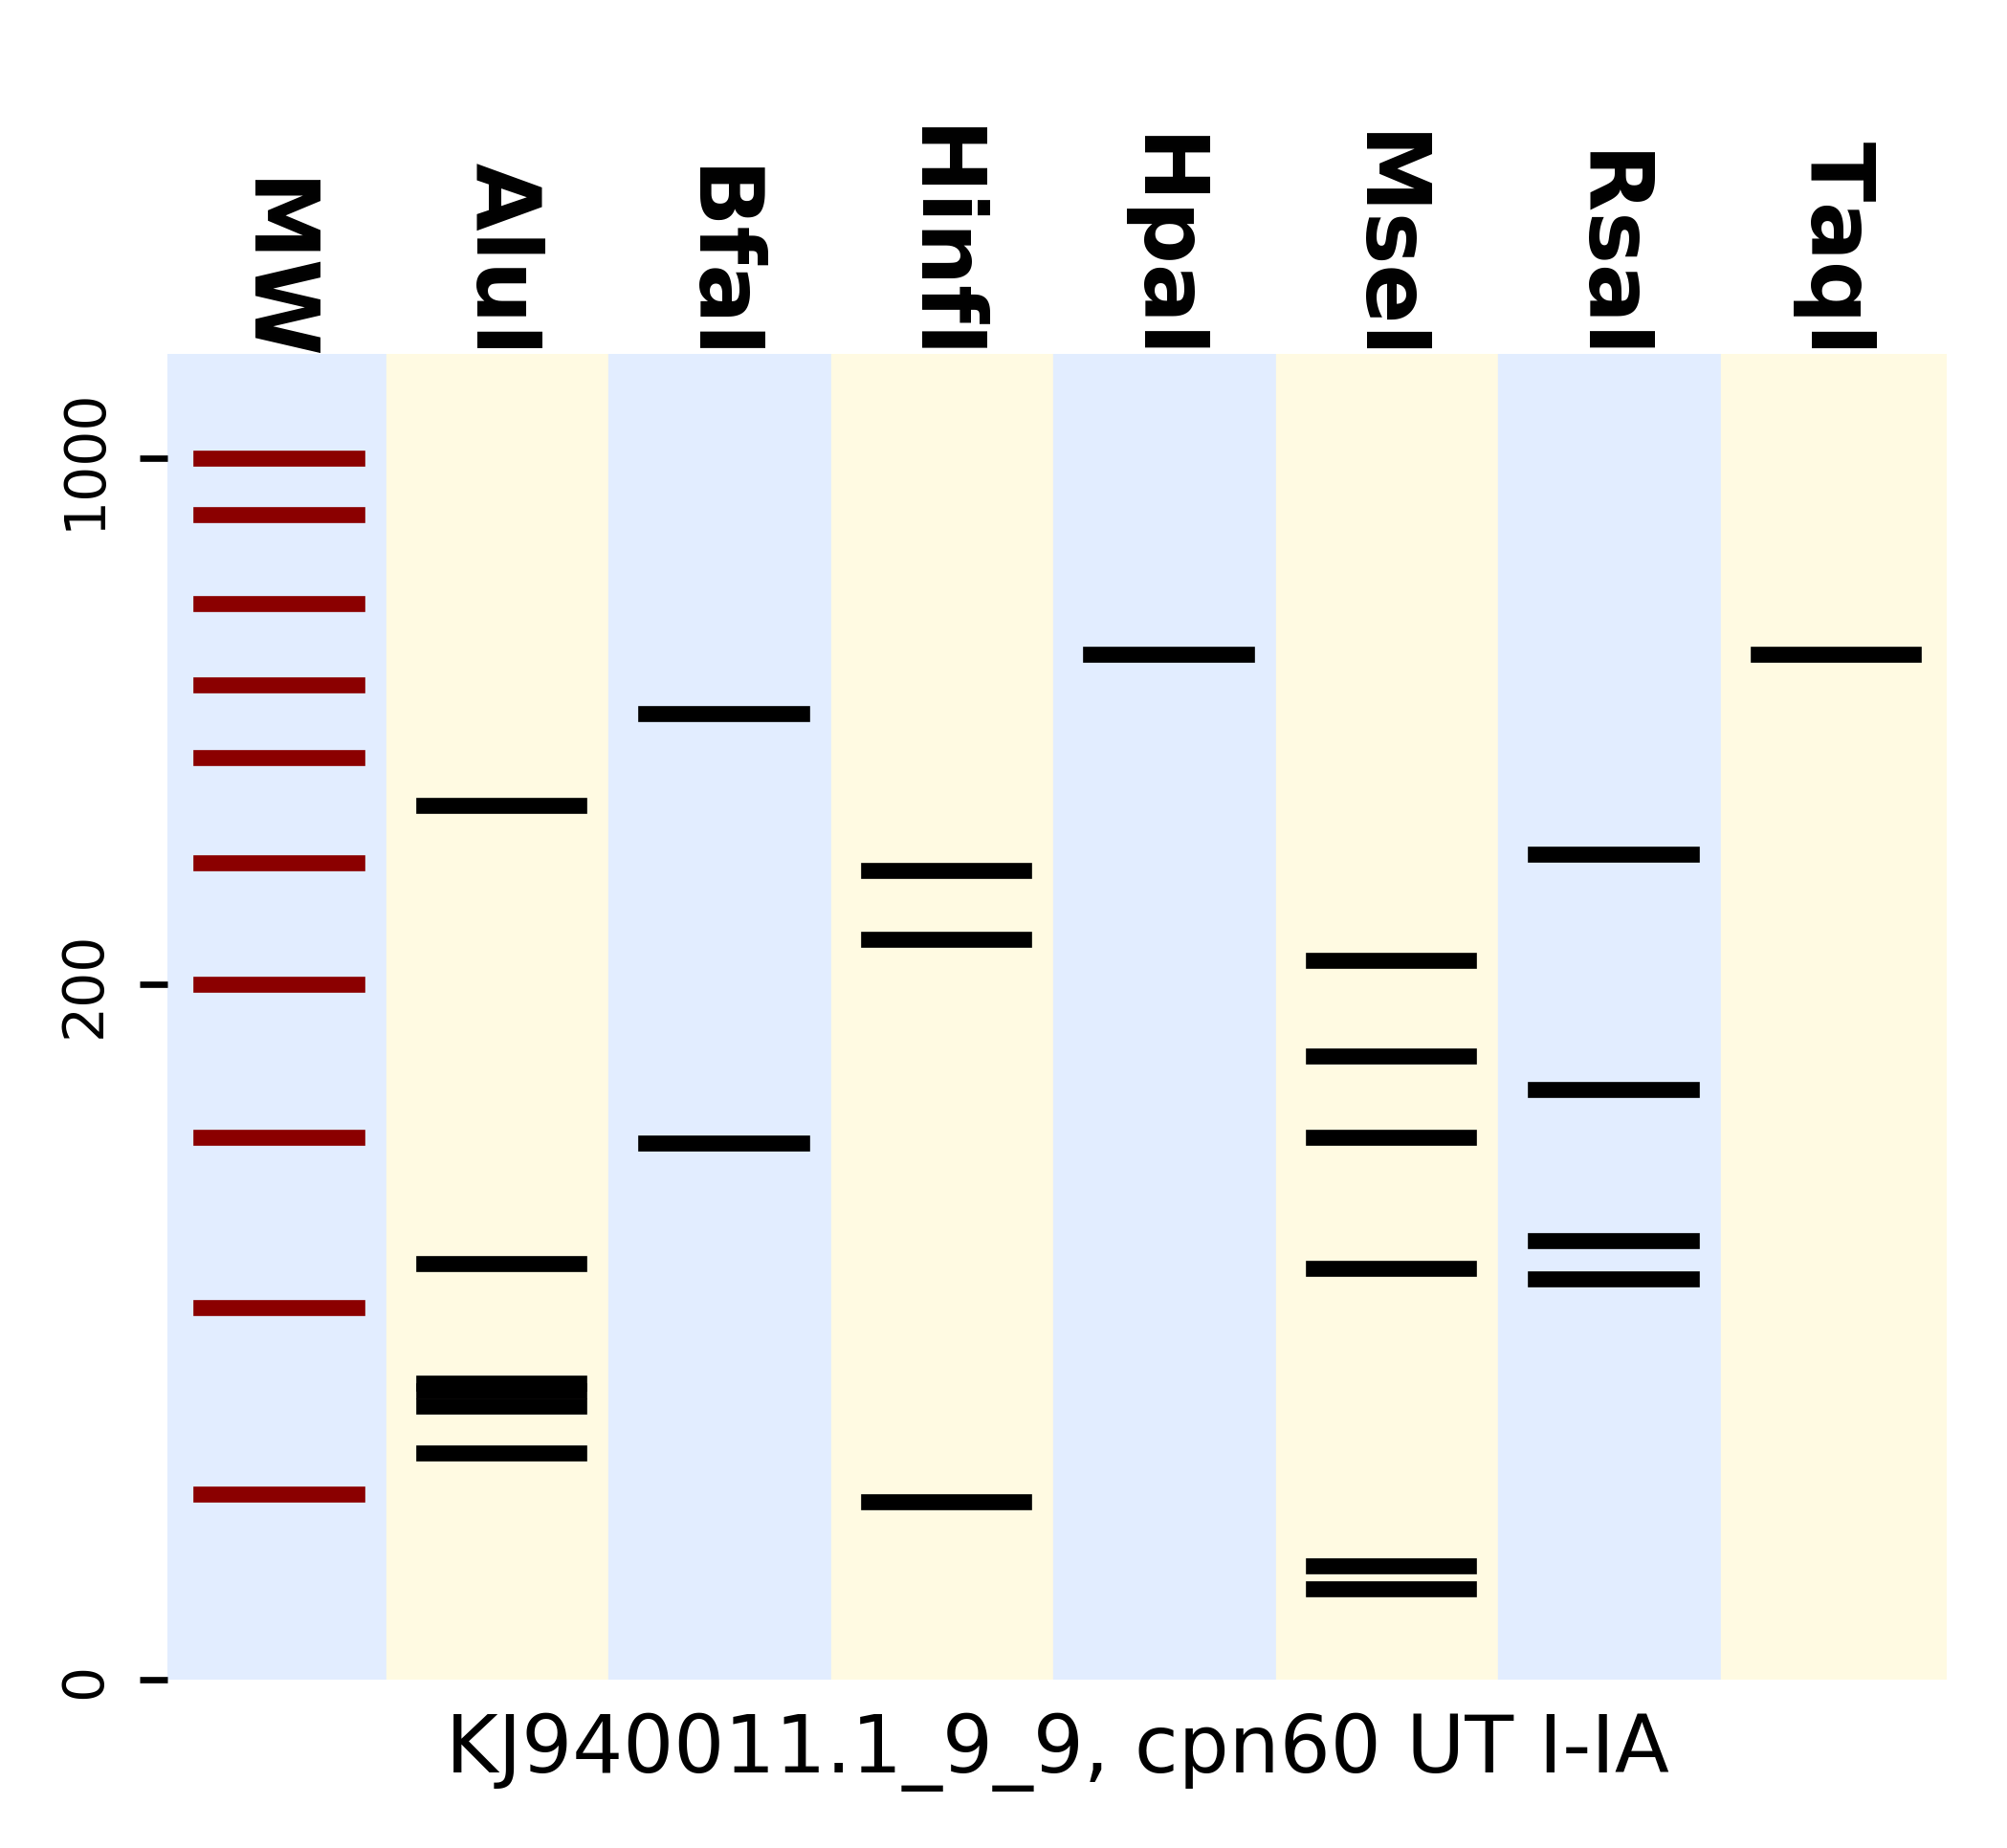 MW
AluI
BfaI
HinfI
HpaI
MseI
RsaI
TaqI
1000
200
0
KJ940011.1_9_9, cpn60 UT I-IA